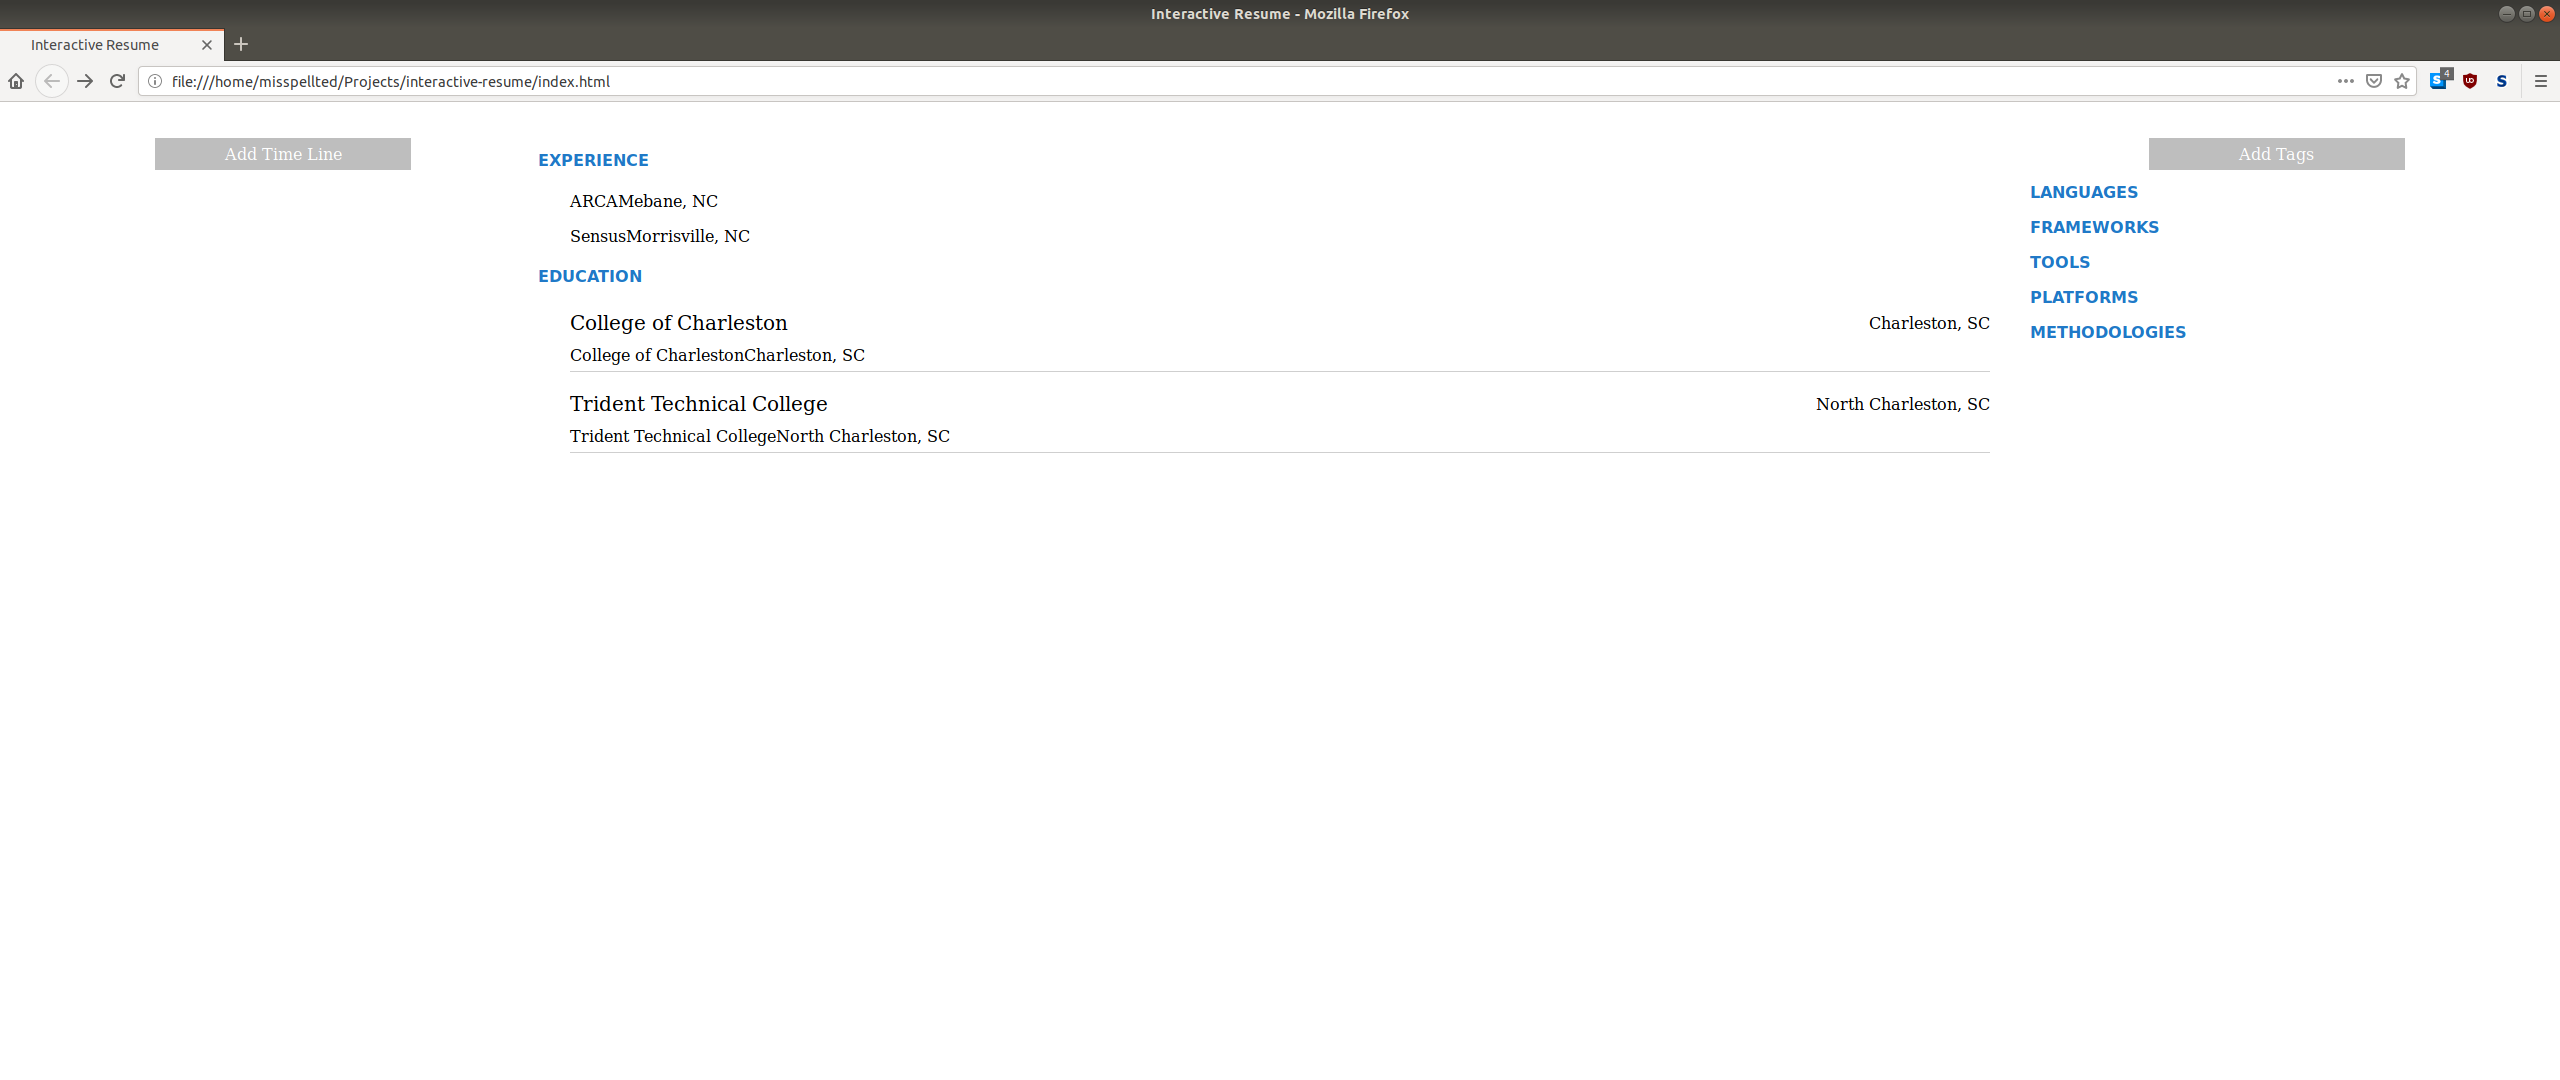 Interactive Resume - Mozilla Firefox
Interactive Resume
file:///home/misspellted/Projects/interactive-resume/index.html
S 4
UO
S
Add Time Line
EXPERIENCE
ARCAMebane, NC
SensusMorrisville, NC
EDUCATION
College of Charleston Charleston, SC
College of CharlestonCharleston, SC
Trident Technical College North Charleston, SC
Trident Technical CollegeNorth Charleston, SC
Add Tags
LANGUAGES
FRAMEWORKS
TOOLS
PLATFORMS
METHODOLOGIES